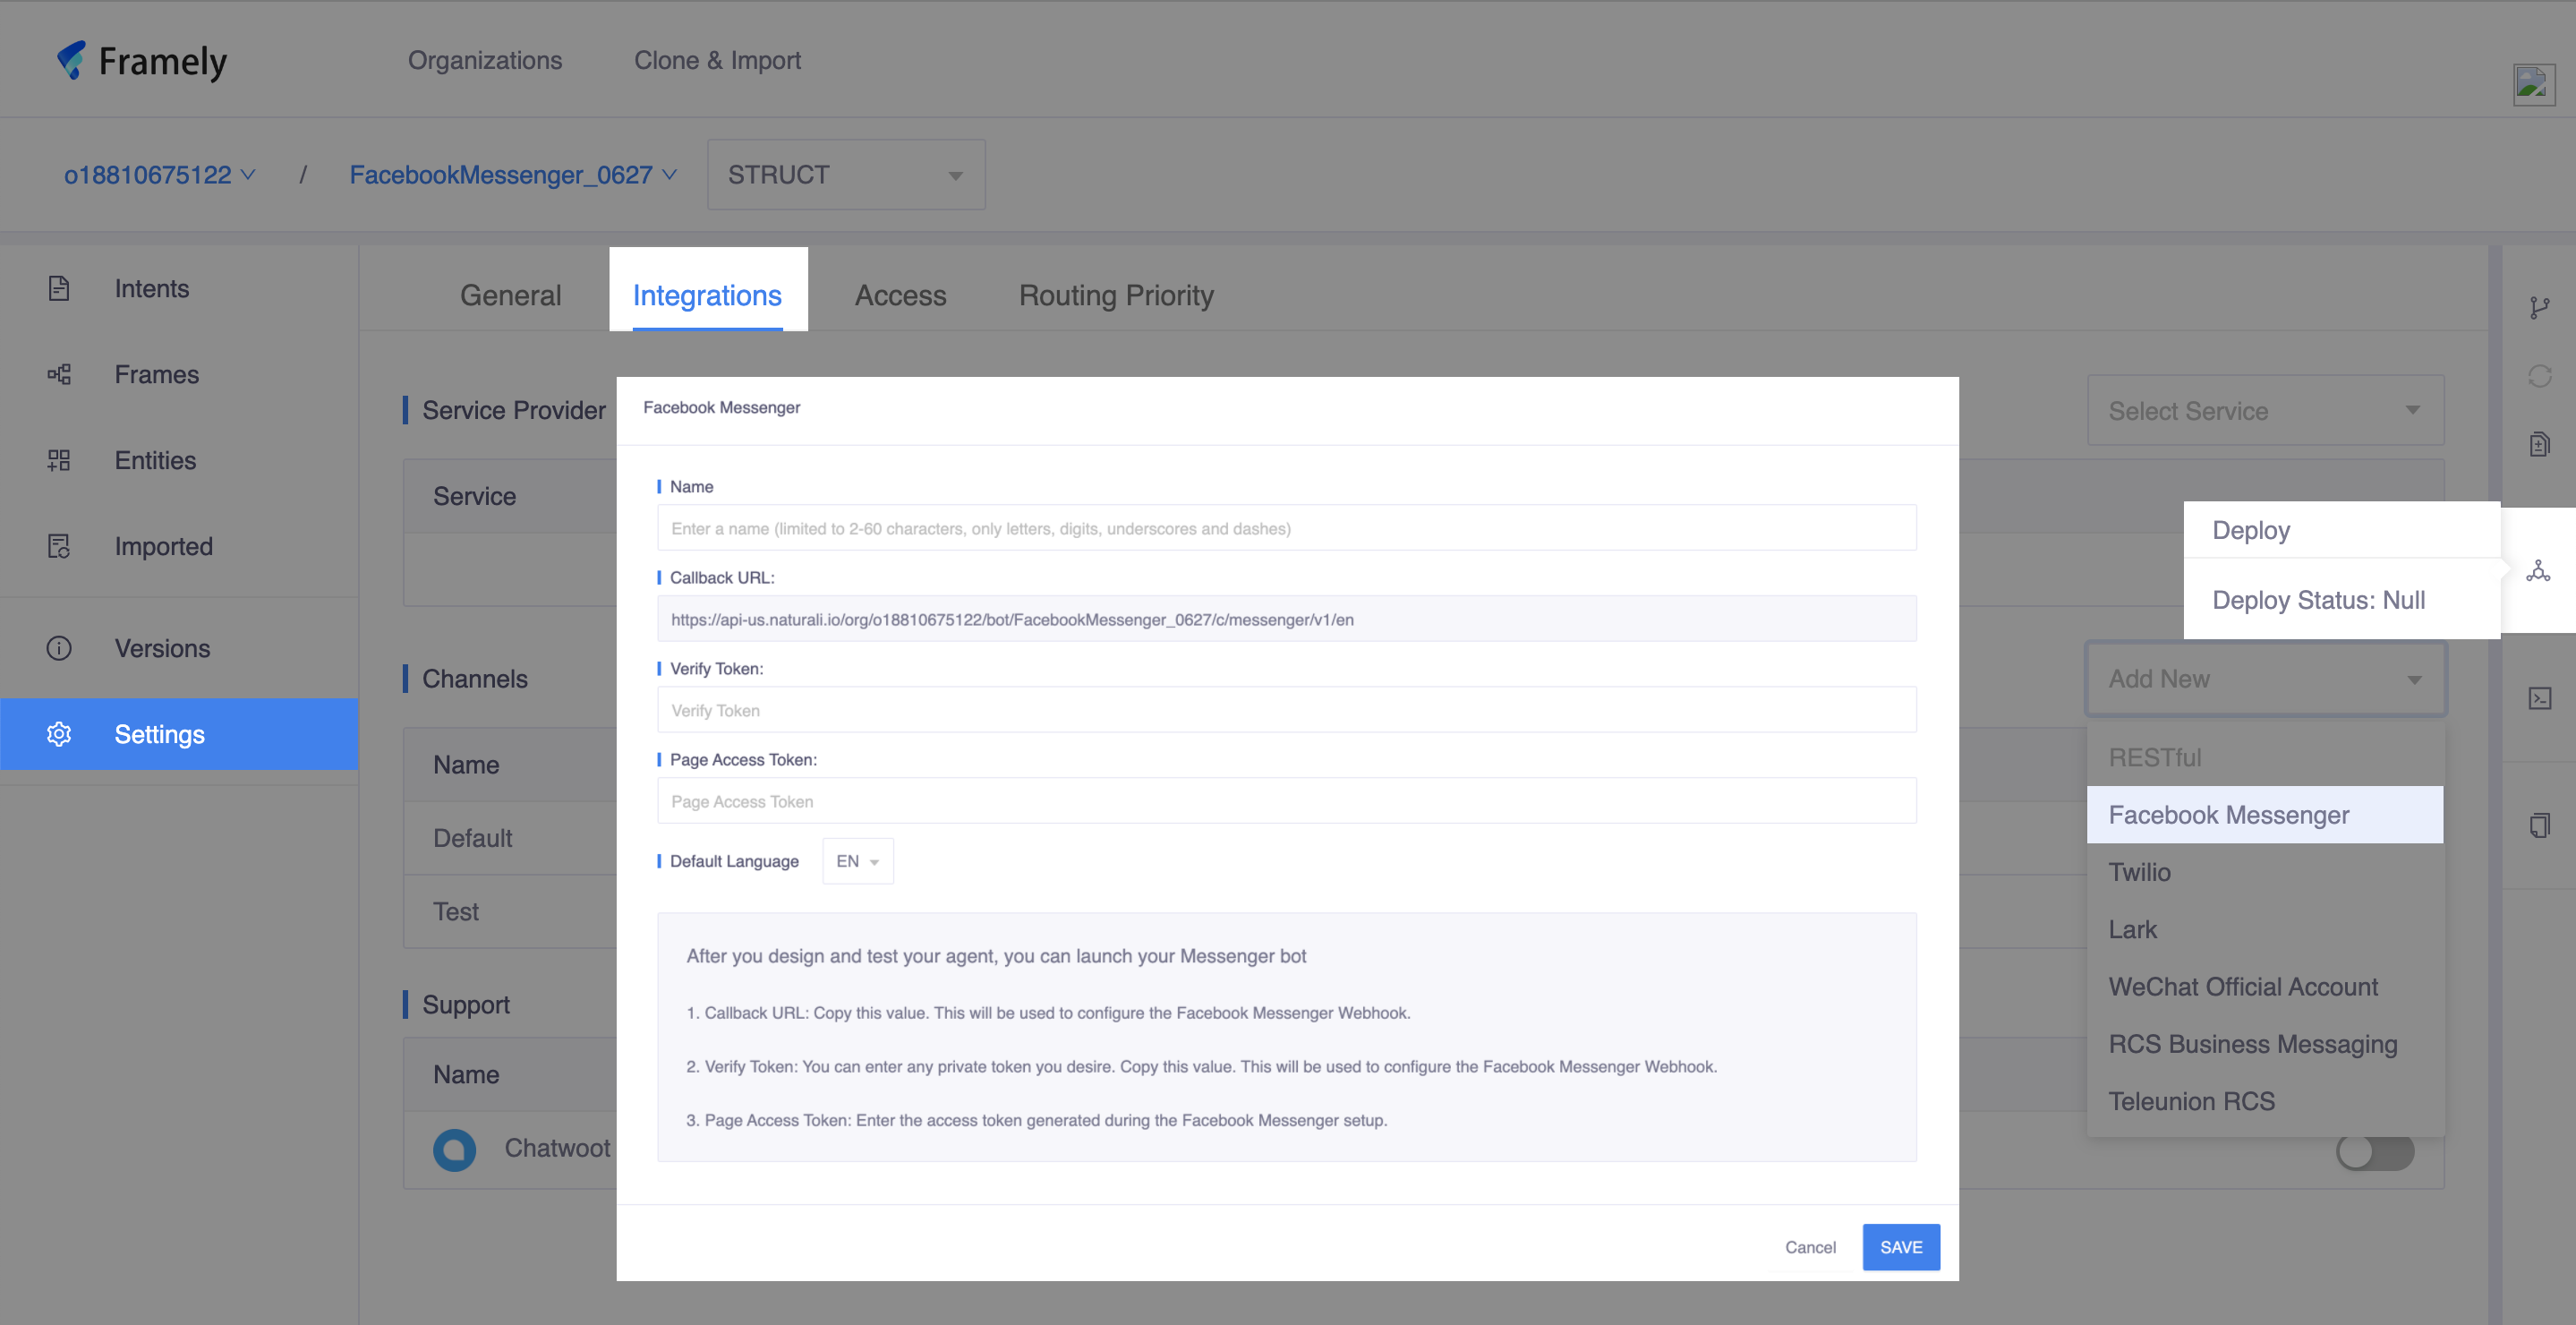 Framely
Organizations
Clone & Import
o18810675122
/
FacebookMessenger_0627
STRUCT
Intents
Frames
Entities
Imported
Versions
Settings
General
Integrations
Access
Routing Priority
Service Provider
Select Service
Service
Channels
Add New
Name
Default
Test
Support
Name
Chatwoot
Facebook Messenger
Name
Enter a name (limited to 2-60 characters, only letters, digits, underscores and dashes)
Callback URL:
https://api-us.naturali.io/org/o18810675122/bot/FacebookMessenger_0627/c/messenger/v1/en
Verify Token:
Verify Token
Page Access Token:
Page Access Token
Default Language
EN
After you design and test your agent, you can launch your Messenger bot
1. Callback URL: Copy this value. This will be used to configure the Facebook Messenger Webhook.
2. Verify Token: You can enter any private token you desire. Copy this value. This will be used to configure the Facebook Messenger Webhook.
3. Page Access Token: Enter the access token generated during the Facebook Messenger setup.
Cancel
SAVE
Deploy
Deploy Status: Null
RESTful
Facebook Messenger
Twilio
Lark
WeChat Official Account
RCS Business Messaging
Teleunion RCS